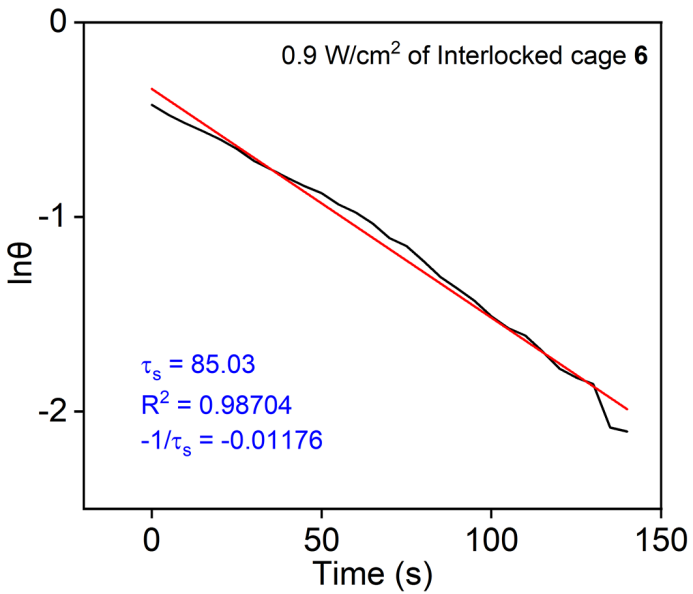 0
0.9 W/cm² of Interlocked cage 6
-1
lnθ
τₛ = 85.03
R² = 0.98704
-2
-1/τₛ = -0.01176
0 50 100 150
Time (s)